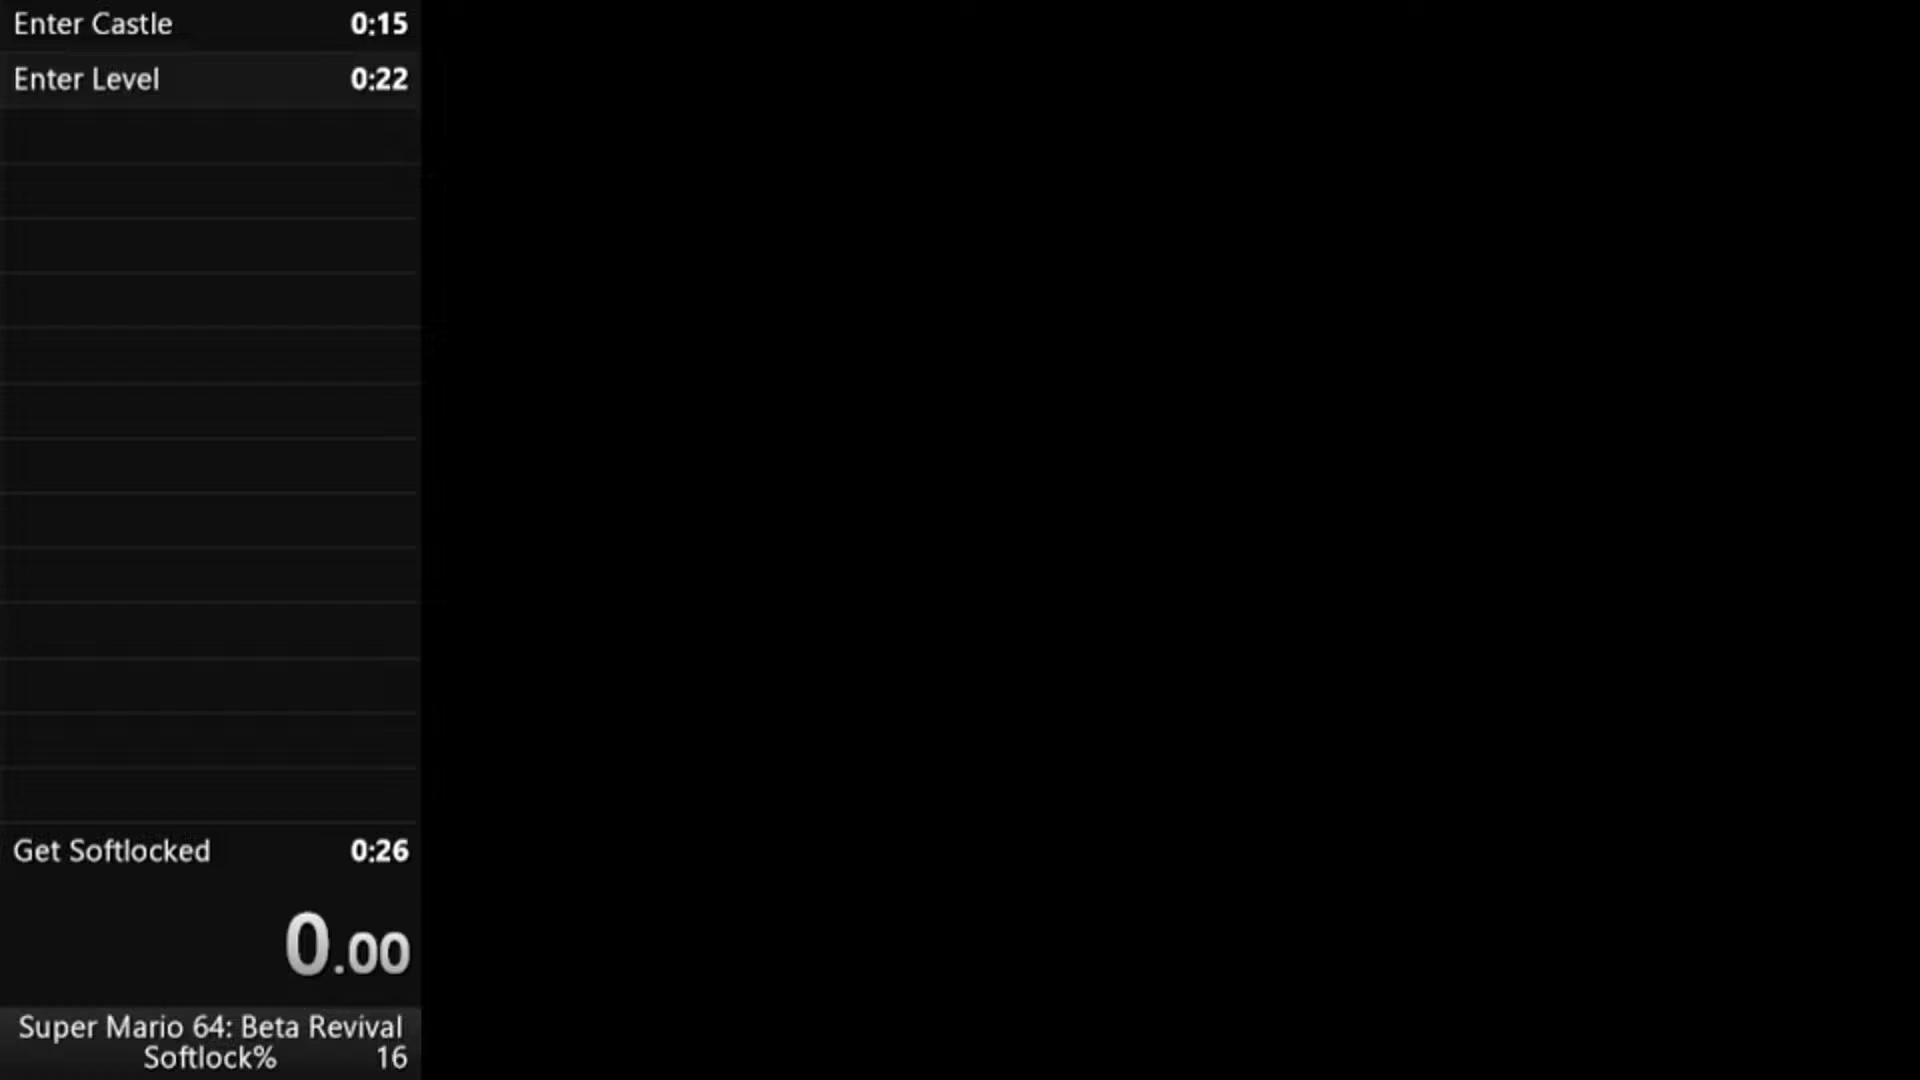 Enter Castle 0:15
Enter Level 0:22
Get Softlocked 0:26
0.00
Super Mario 64: Beta Revival
Softlock% 16